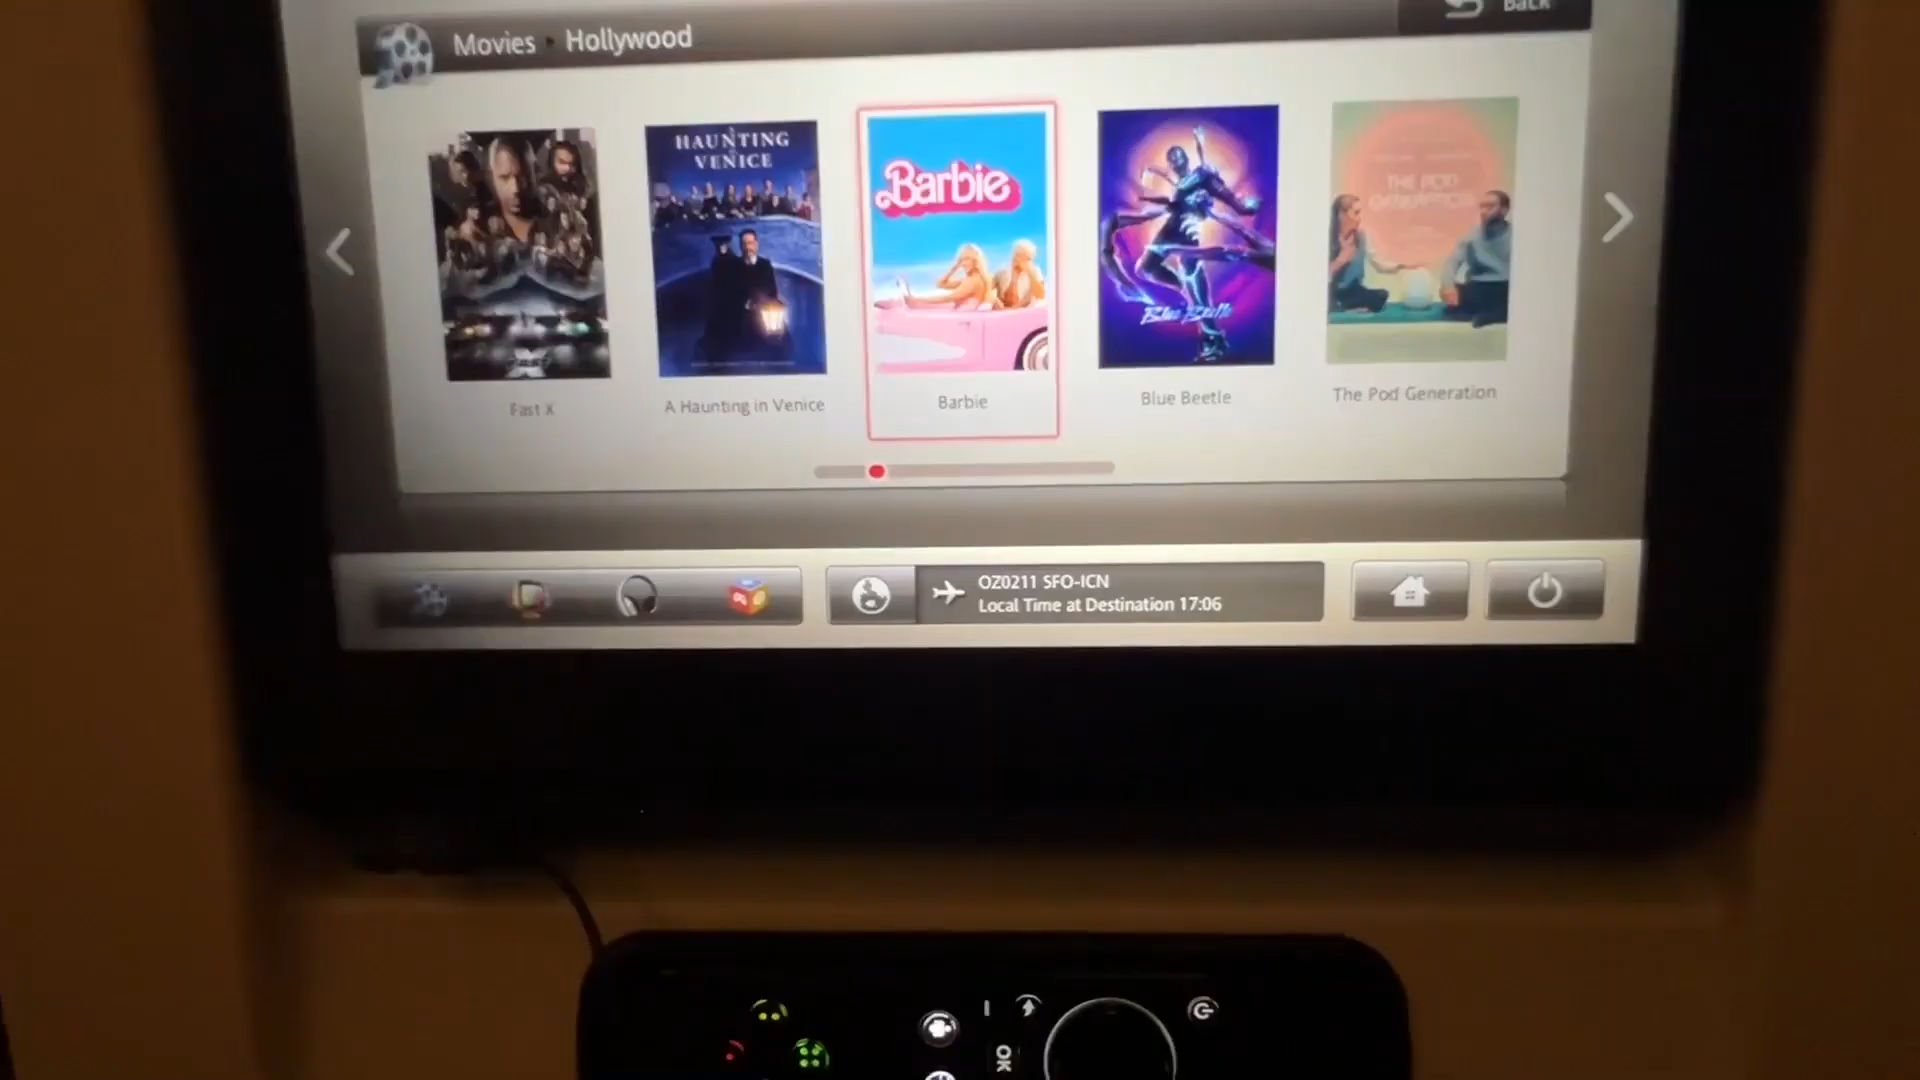 Back
Movies • Hollywood
HAUNTING
VENICE
Barbie
Blue Beetle
THE POD
GENERATION
Fast X
A Haunting in Venice
Barbie
Blue Beetle
The Pod Generation
OZ0211 SFO-ICN
Local Time at Destination 17:06
OK